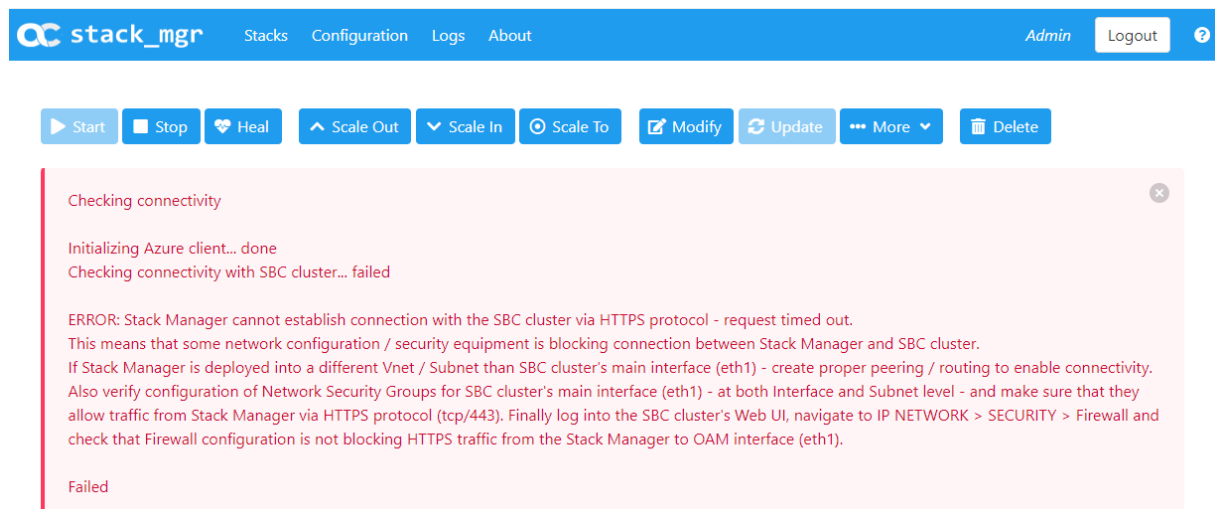 stack_mgr Stacks Configuration Logs About Admin Logout
Start Stop Heal Scale Out Scale In Scale To Modify Update More Delete
Checking connectivity
Initializing Azure client... done
Checking connectivity with SBC cluster... failed
ERROR: Stack Manager cannot establish connection with the SBC cluster via HTTPS protocol - request timed out.
This means that some network configuration / security equipment is blocking connection between Stack Manager and SBC cluster.
If Stack Manager is deployed into a different Vnet / Subnet than SBC cluster's main interface (eth1) - create proper peering / routing to enable connectivity.
Also verify configuration of Network Security Groups for SBC cluster's main interface (eth1) - at both Interface and Subnet level - and make sure that they
allow traffic from Stack Manager via HTTPS protocol (tcp/443). Finally log into the SBC cluster's Web UI, navigate to IP NETWORK > SECURITY > Firewall and
check that Firewall configuration is not blocking HTTPS traffic from the Stack Manager to OAM interface (eth1).
Failed